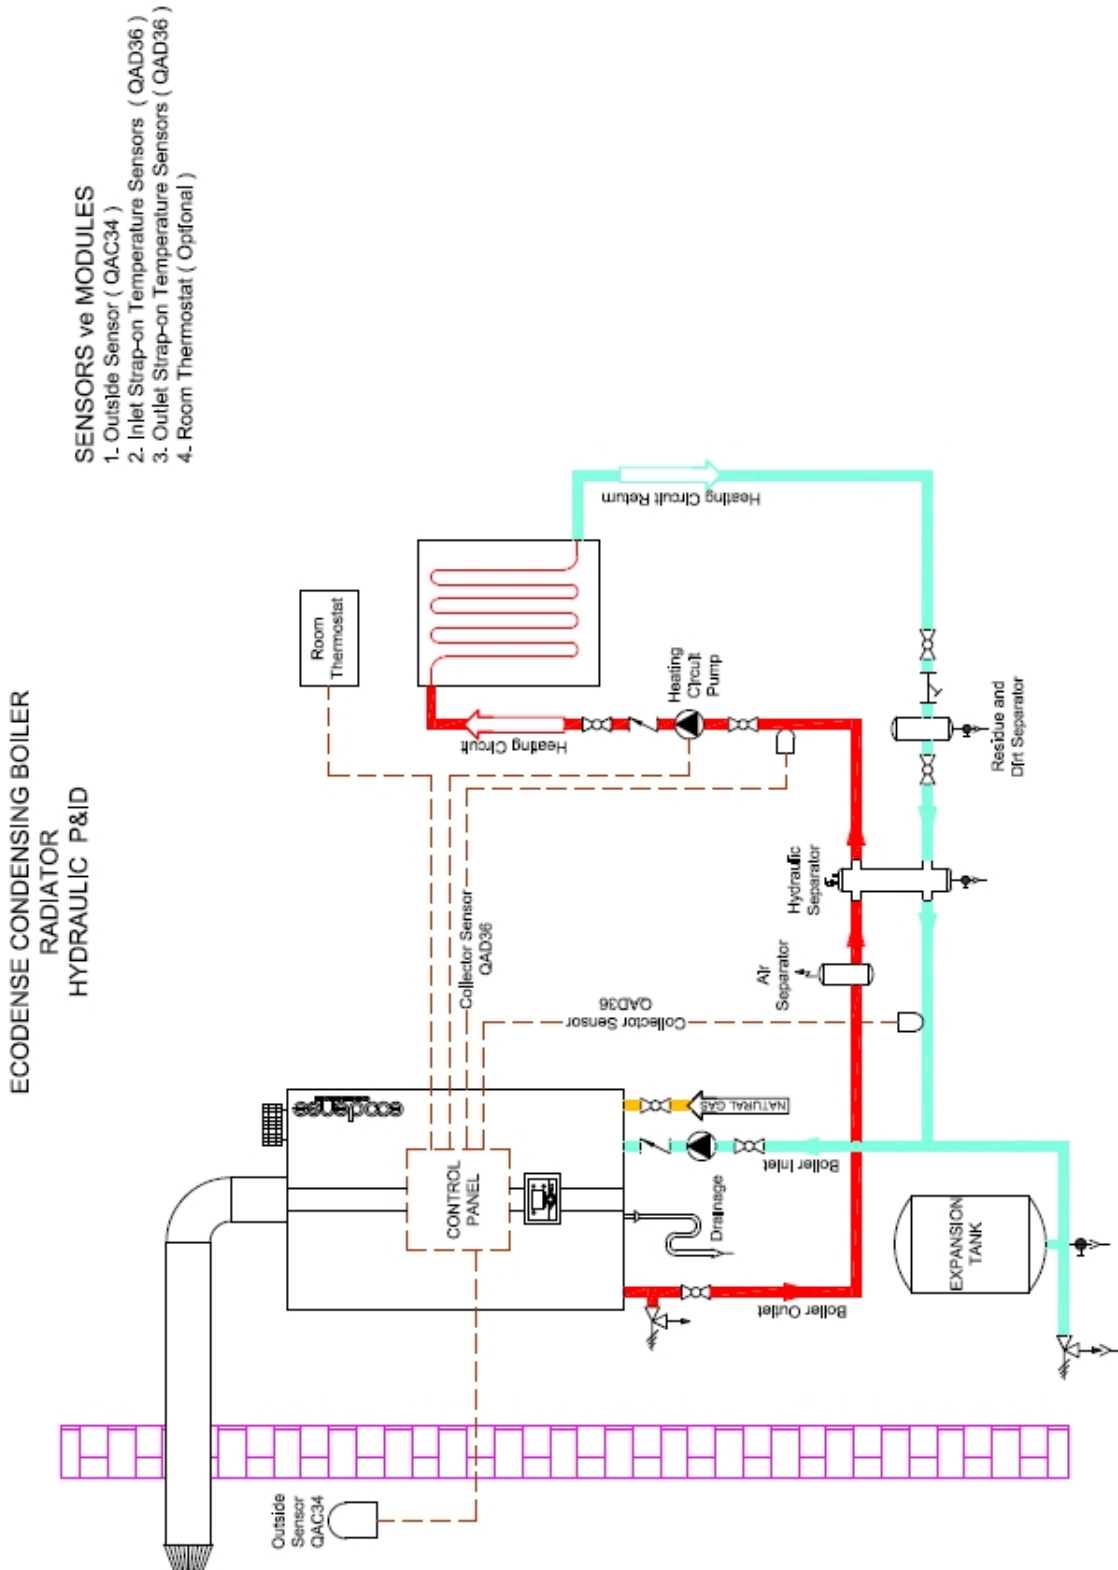 ECODENSE CONDENSING BOILER
RADIATOR
HYDRAULIC P&ID
SENSORS ve MODULES
1- Outside Sensor ( QAC34 )
2- Inlet Strap-on Temperature Sensors ( QAD36 )
3- Outlet Strap-on Temperature Sensors ( QAD36 )
4- Room Thermostat ( Optional )
Outside
Sensor
QAC34
ecodense
CONTROL
PANEL
Room
Thermostat
Collector Sensor
QAD36
Collector Sensor
QAD36
Heating Circuit
Heating
Circuit
Pump
Heating Circuit Return
NATURAL GAS
Boiler Inlet
Drainage
Boiler Outlet
Air
Separator
Hydraulic
Separator
Residue and
Dirt Separator
EXPANSION
TANK